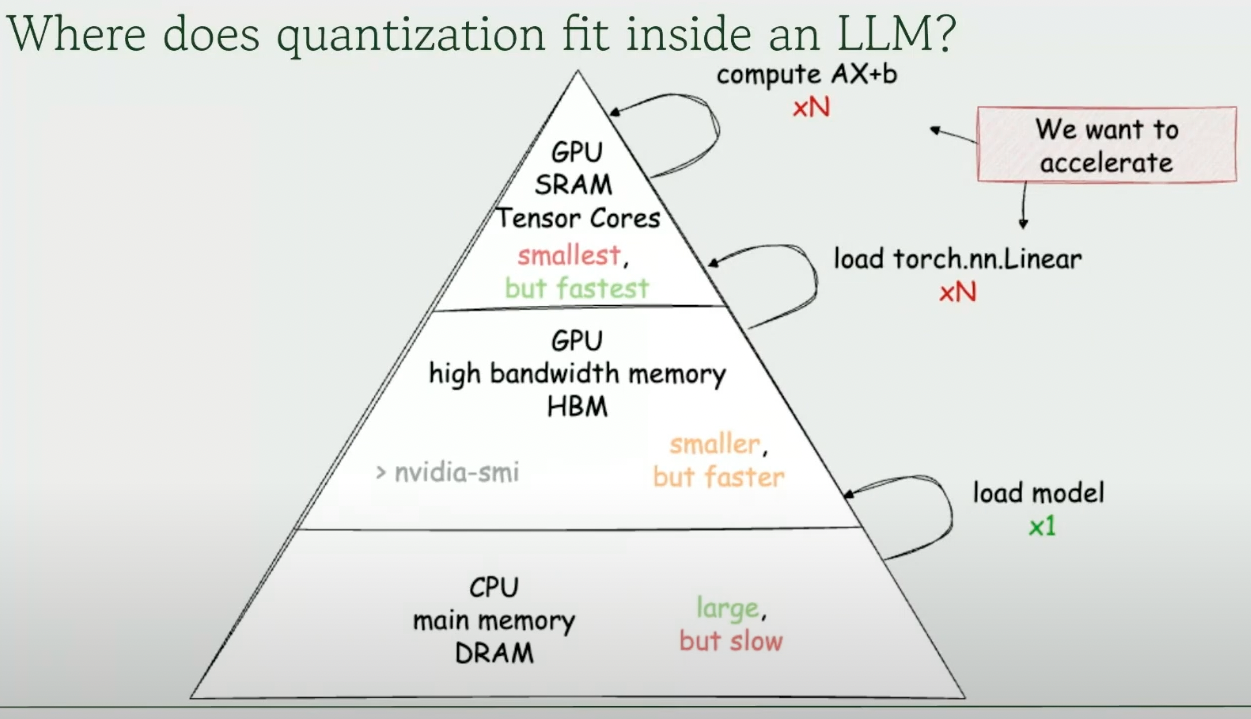 Where does quantization fit inside an LLM?
compute AX+b
xN
We want to
accelerate
GPU
SRAM
Tensor Cores
smallest,
but fastest
load torch.nn.Linear
xN
GPU
high bandwidth memory
HBM
> nvidia-smi
smaller,
but faster
load model
x1
CPU
main memory
DRAM
large,
but slow